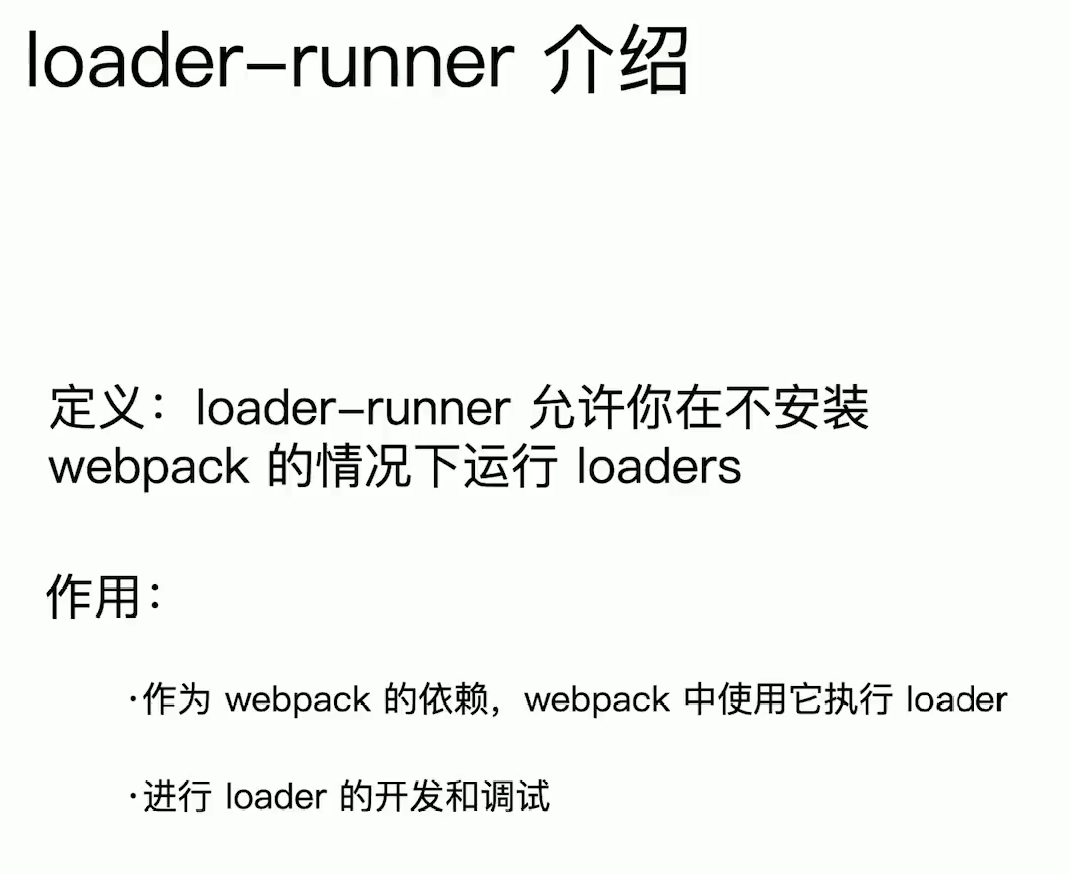 loader-runner 介绍
定义：loader-runner 允许你在不安装
webpack 的情况下运行 loaders
作用：
·作为 webpack 的依赖，webpack 中使用它执行 loader
·进行 loader 的开发和调试